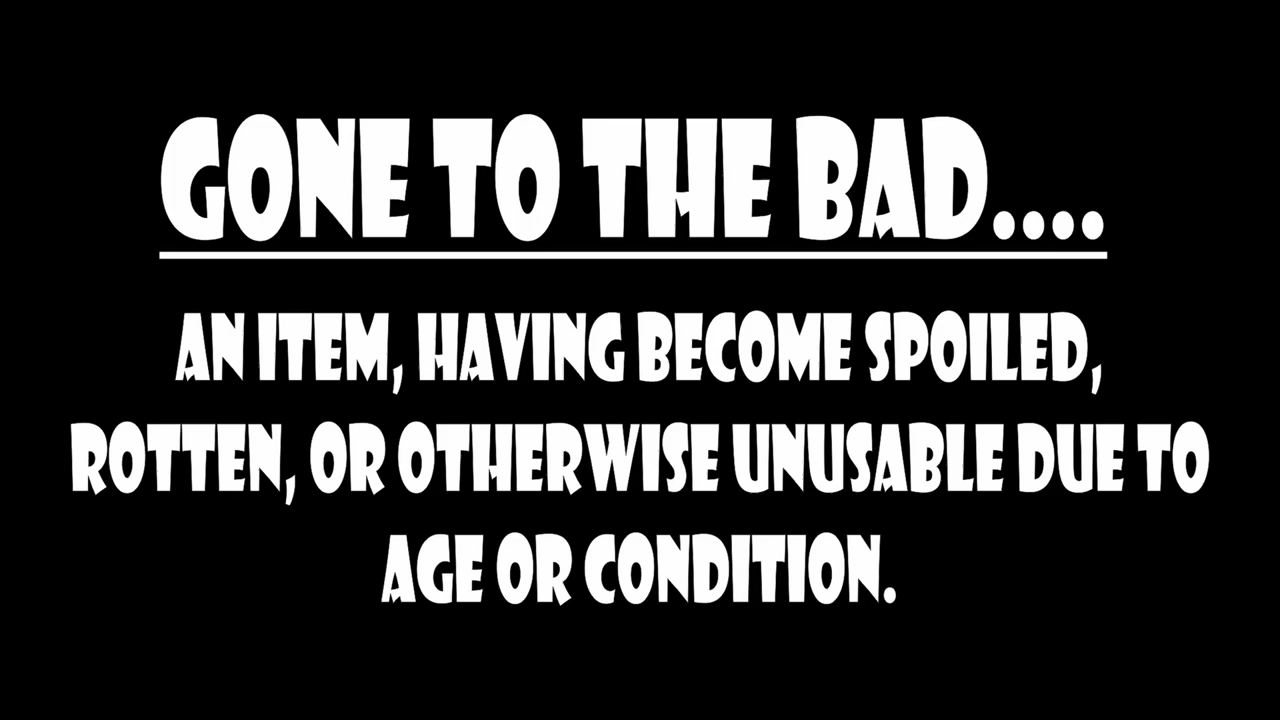 GONE TO THE BAD....
AN ITEM, HAVING BECOME SPOILED,
ROTTEN, OR OTHERWISE UNUSABLE DUE TO
AGE OR CONDITION.